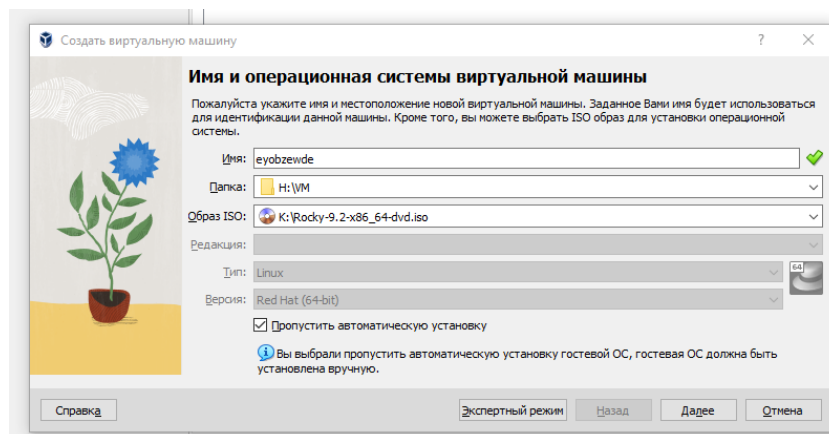 Создать виртуальную машину
?
Имя и операционная системы виртуальной машины
Пожалуйста укажите имя и местоположение новой виртуальной машины. Заданное Вами имя будет использоваться
для идентификации данной машины. Кроме того, вы можете выбрать ISO образ для установки операционной
системы.
Имя: eyobzewde
Папка: H:\VM
Образ ISO: K:\Rocky-9.2-x86_64-dvd.iso
Редакция:
Тип: Linux
64
Версия: Red Hat (64-bit)
Пропустить автоматическую установку
Вы выбрали пропустить автоматическую установку гостевой ОС, гостевая ОС должна быть
установлена вручную.
Справка Экспертный режим Назад Далее Отмена